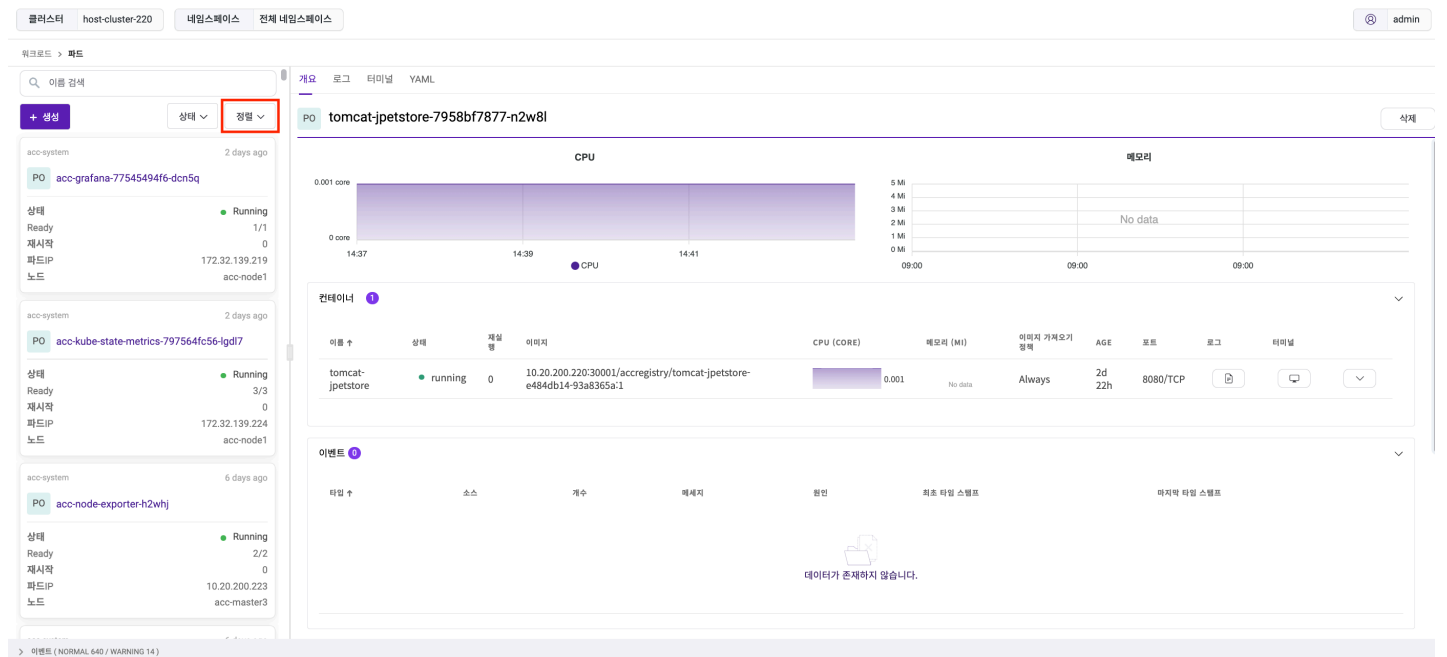 클러스터 host-cluster-220 네임스페이스 전체 네임스페이스 admin
워크로드 > 파드
이름 검색
+ 생성 상태 정렬
acc-system 2 days ago
PO acc-grafana-77545494f6-dcn5q
상태 Running
Ready 1/1
재시작 0
파드IP 172.32.139.219
노드 acc-node1
acc-system 2 days ago
PO acc-kube-state-metrics-797564fc56-lgdl7
상태 Running
Ready 3/3
재시작 0
파드IP 172.32.139.224
노드 acc-node1
acc-system 6 days ago
PO acc-node-exporter-h2whj
상태 Running
Ready 2/2
재시작 0
파드IP 10.20.200.223
노드 acc-master3
개요 로그 터미널 YAML
PO tomcat-jpetstore-7958bf7877-n2w8l 삭제
CPU
0.001 core
0 core
14:37 14:39 14:41
CPU
메모리
5 Mi
4 Mi
3 Mi
2 Mi
1 Mi
0 Mi
No data
09:00 09:00 09:00
컨테이너 1
이름 ↑ 상태 재실행 이미지 CPU (CORE) 메모리 (MI) 이미지 가져오기 정책 AGE 포트 로그 터미널
tomcat-jpetstore running 0 10.20.200.220:30001/accregistry/tomcat-jpetstore-e484db14-93a8365a:1 0.001 No data Always 2d 22h 8080/TCP
이벤트 0
타입 ↑ 소스 개수 메세지 원인 최초 타임 스탬프 마지막 타임 스탬프
데이터가 존재하지 않습니다.
> 이벤트 ( NORMAL 640 / WARNING 14 )